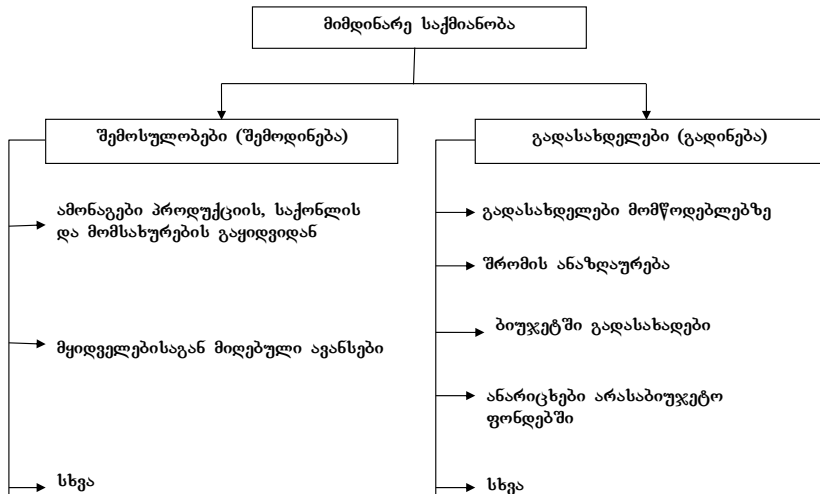 მიმდინარე საქმიანობა
შემოსულობები (შემოდინება)
ამონაგები პროდუქციის, საქონლის
და მომსახურების გაყიდვიდან
მყიდველებისაგან მიღებული ავანსები
სხვა
გადასახდელები (გადინება)
გადასახდელები მომწოდებლებზე
შრომის ანაზღაურება
ბიუჯეტში გადასახადები
ანარიცხები არასაბიუჯეტო
ფონდებში
სხვა